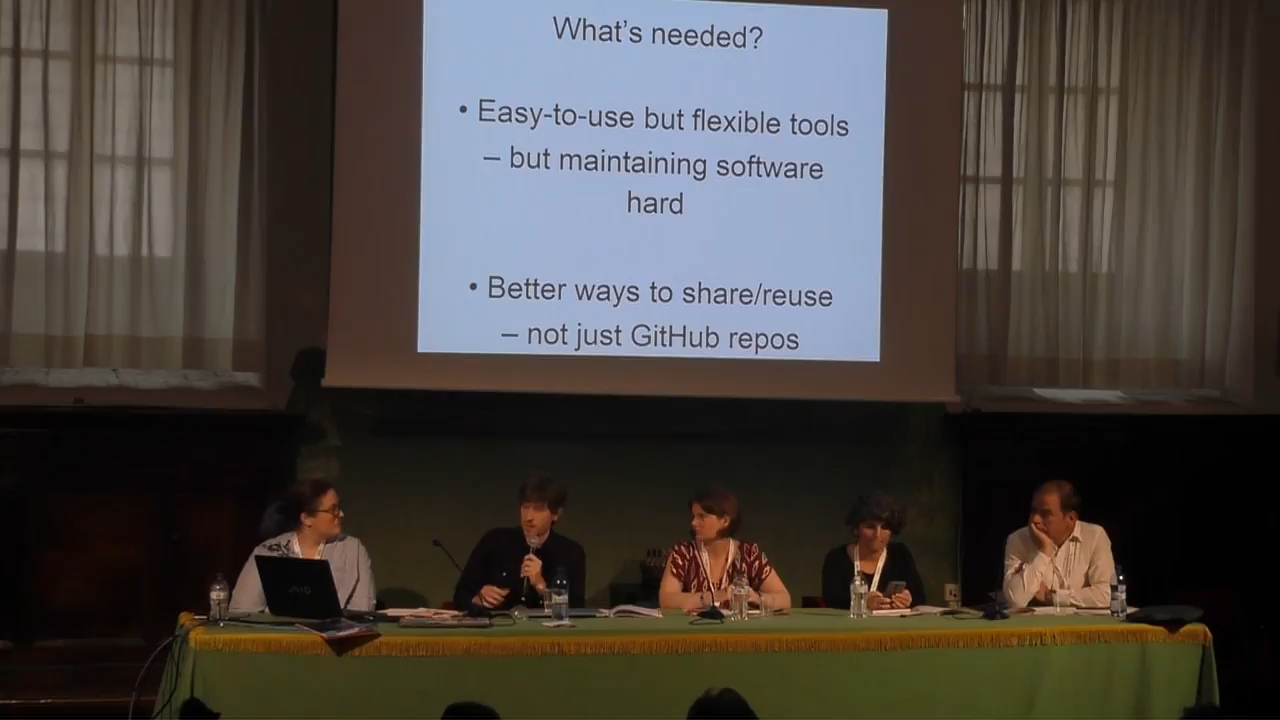 What's needed?
• Easy-to-use but flexible tools
– but maintaining software
hard
• Better ways to share/reuse
– not just GitHub repos
VAIO